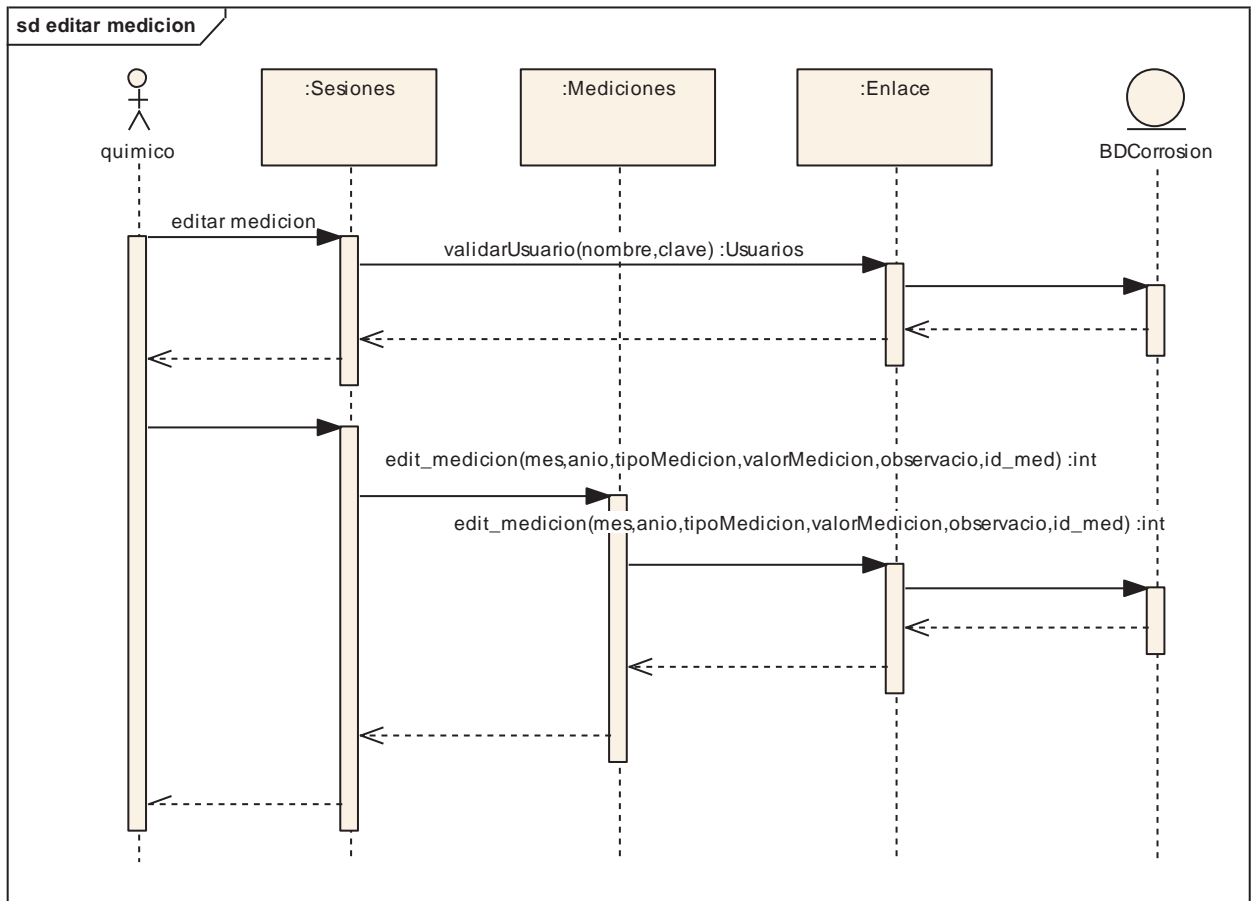 sd editar medicion
quimico
:Sesiones
:Mediciones
:Enlace
BDCorrosion
editar medicion
validarUsuario(nombre,clave) :Usuarios
edit_medicion(mes,anio,tipoMedicion,valorMedicion,observacio,id_med) :int
edit_medicion(mes,anio,tipoMedicion,valorMedicion,observacio,id_med) :int